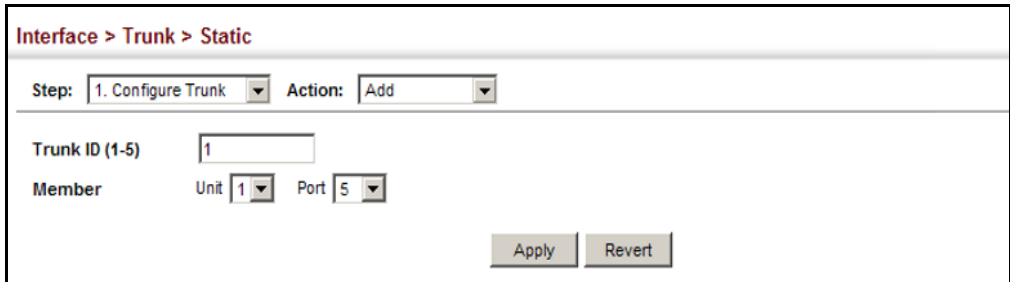 Interface > Trunk > Static
Step: 1. Configure Trunk Action: Add
Trunk ID (1-5) 1
Member Unit 1 Port 5
Apply Revert